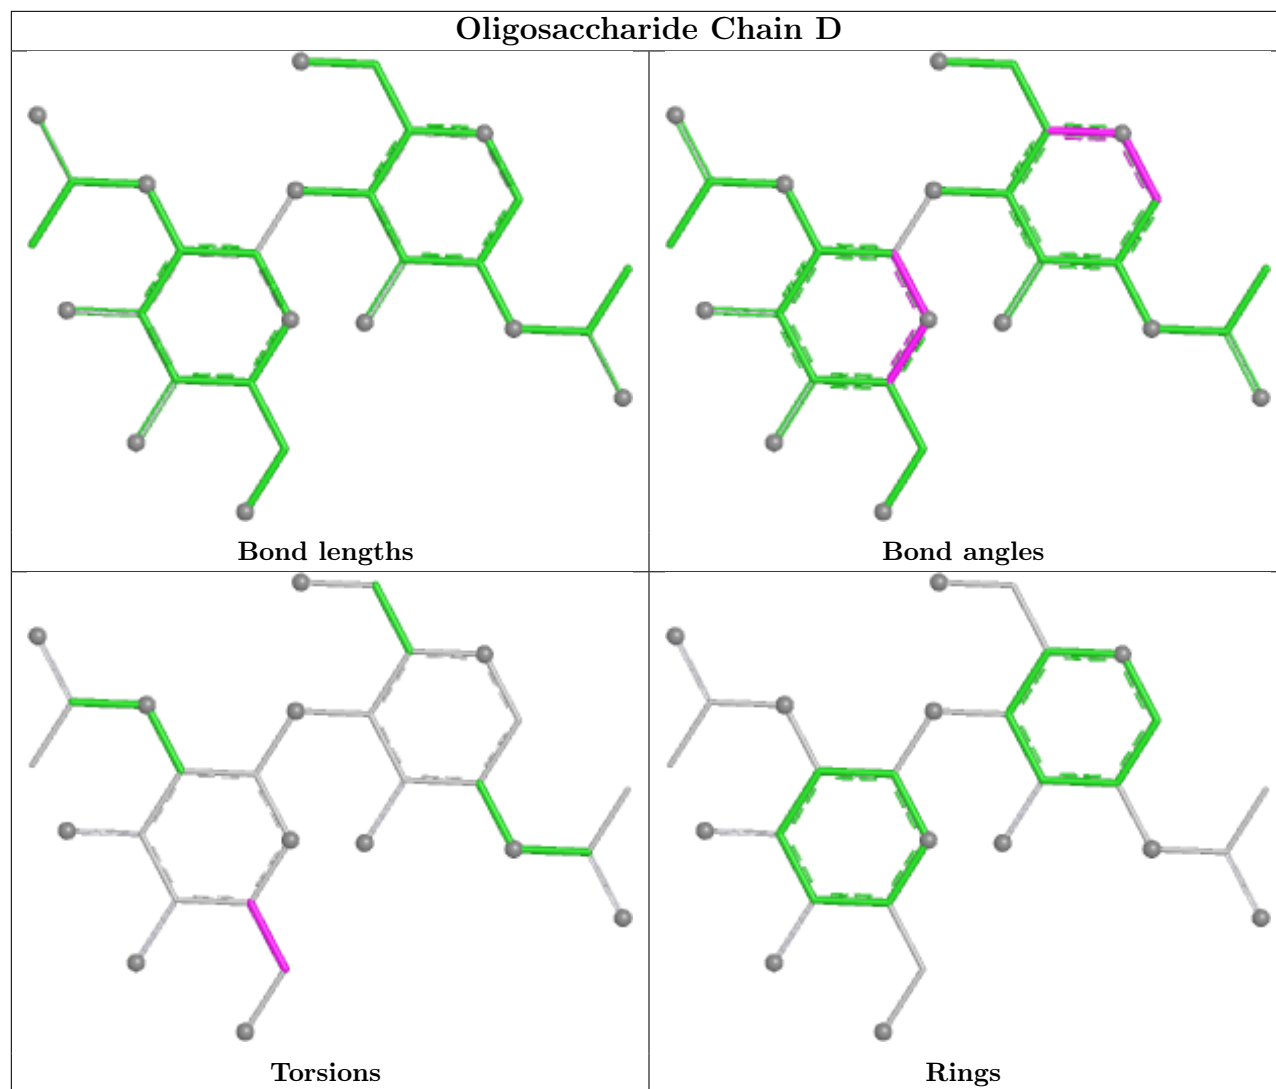 Oligosaccharide Chain D
Bond lengths
Bond angles
Torsions
Rings